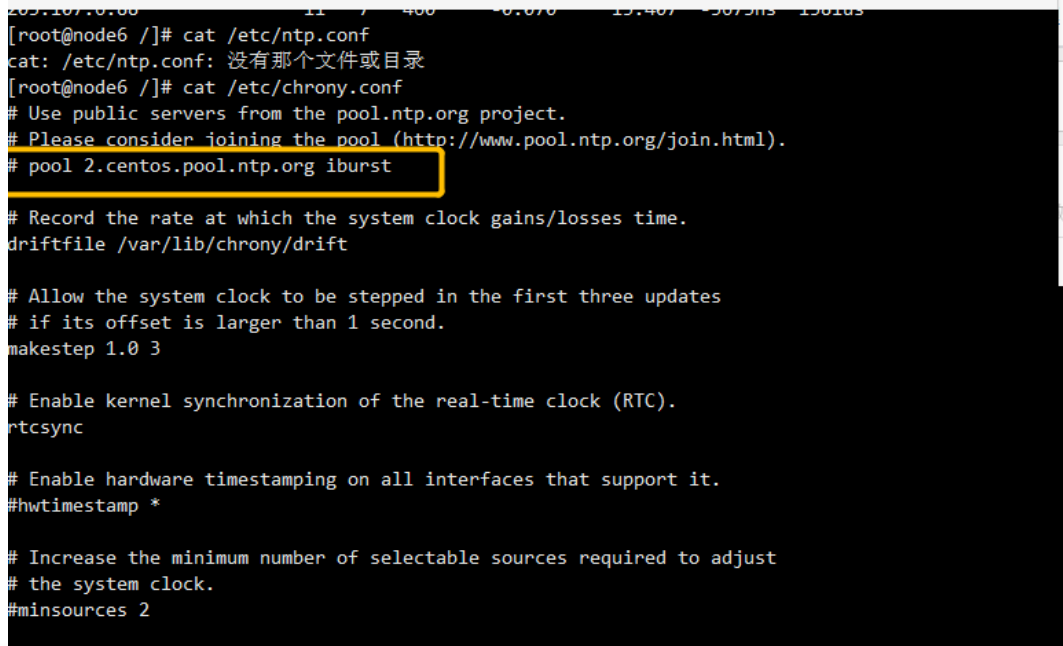 [root@node6 /]# cat /etc/ntp.conf
cat: /etc/ntp.conf: 没有那个文件或目录
[root@node6 /]# cat /etc/chrony.conf
# Use public servers from the pool.ntp.org project.
# Please consider joining the pool (http://www.pool.ntp.org/join.html).
# pool 2.centos.pool.ntp.org iburst
# Record the rate at which the system clock gains/losses time.
driftfile /var/lib/chrony/drift
# Allow the system clock to be stepped in the first three updates
# if its offset is larger than 1 second.
makestep 1.0 3
# Enable kernel synchronization of the real-time clock (RTC).
rtcsync
# Enable hardware timestamping on all interfaces that support it.
#hwtimestamp *
# Increase the minimum number of selectable sources required to adjust
# the system clock.
#minsources 2